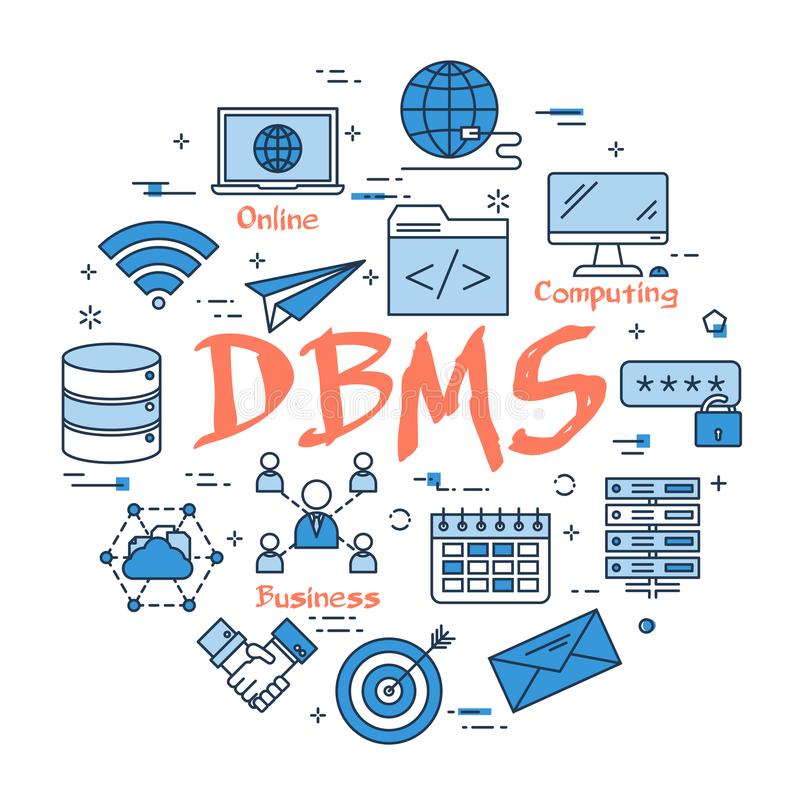 Online
</>
Computing
DBMS
****
Business